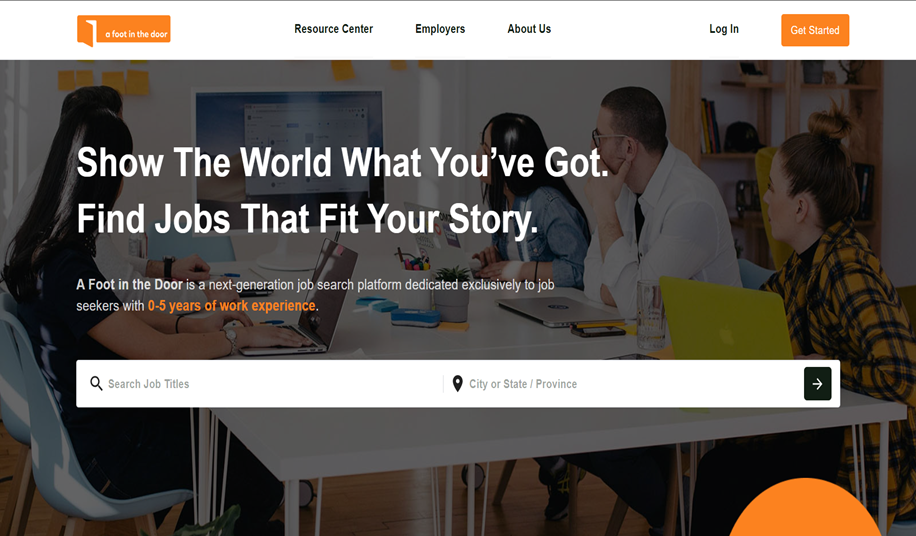 a foot in the door
Resource Center
Employers
About Us
Log In
Get Started
Show The World What You’ve Got.
Find Jobs That Fit Your Story.
A Foot in the Door is a next-generation job search platform dedicated exclusively to job
seekers with 0-5 years of work experience.
Search Job Titles
City or State / Province